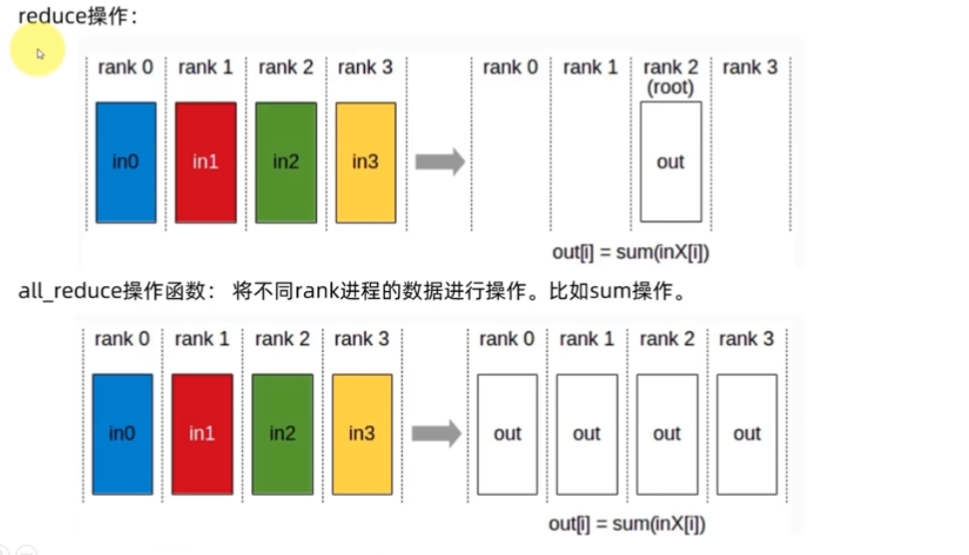 reduce操作：
rank 0 rank 1 rank 2 rank 3 rank 0 rank 1 rank 2 rank 3
(root)
in0 in1 in2 in3 out
out[i] = sum(inX[i])
all_reduce操作函数： 将不同rank进程的数据进行操作。比如sum操作。
rank 0 rank 1 rank 2 rank 3 rank 0 rank 1 rank 2 rank 3
in0 in1 in2 in3 out out out out
out[i] = sum(inX[i])